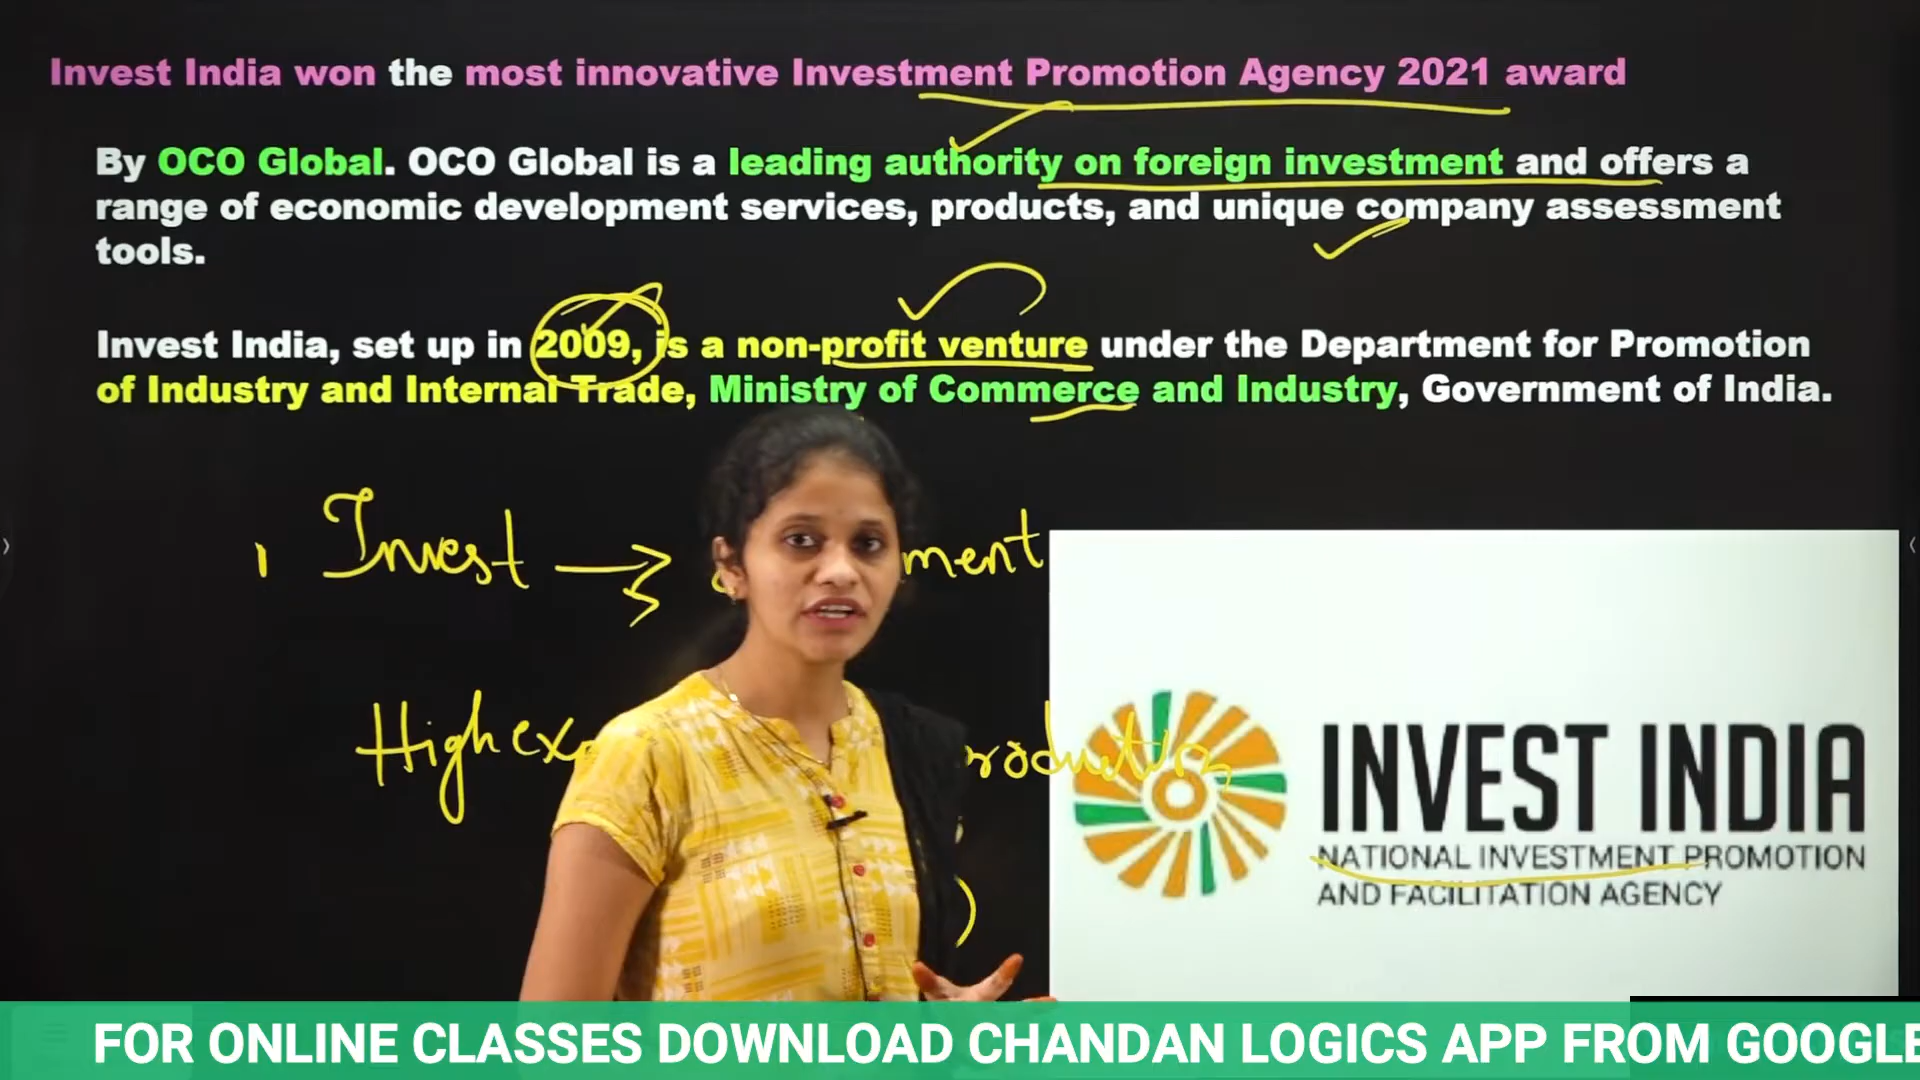 Invest India won the most innovative Investment Promotion Agency 2021 award
By OCO Global. OCO Global is a leading authority on foreign investment and offers a
range of economic development services, products, and unique company assessment
tools.
Invest India, set up in 2009, is a non-profit venture under the Department for Promotion
of Industry and Internal Trade, Ministry of Commerce and Industry, Government of India.
1 Invest → ment
High exp roduction
INVEST INDIA
NATIONAL INVESTMENT PROMOTION
AND FACILITATION AGENCY
FOR ONLINE CLASSES DOWNLOAD CHANDAN LOGICS APP FROM GOOGLE